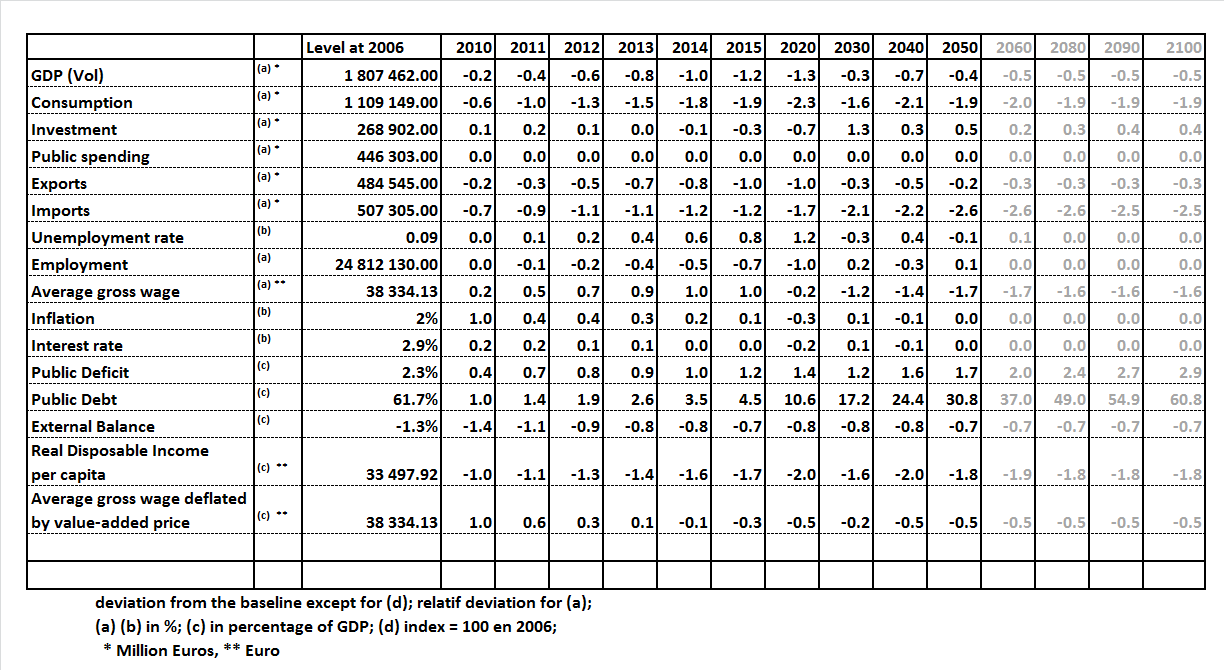 Level at 2006 2010 2011 2012 2013 2014 2015 2020 2030 2040 2050 2060 2080 2090 2100
GDP (Vol) (a) * 1 807 462.00 -0.2 -0.4 -0.6 -0.8 -1.0 -1.2 -1.3 -0.3 -0.7 -0.4 -0.5 -0.5 -0.5 -0.5
Consumption (a) * 1 109 149.00 -0.6 -1.0 -1.3 -1.5 -1.8 -1.9 -2.3 -1.6 -2.1 -1.9 -2.0 -1.9 -1.9 -1.9
Investment (a) * 268 902.00 0.1 0.2 0.1 0.0 -0.1 -0.3 -0.7 1.3 0.3 0.5 0.2 0.3 0.4 0.4
Public spending (a) * 446 303.00 0.0 0.0 0.0 0.0 0.0 0.0 0.0 0.0 0.0 0.0 0.0 0.0 0.0 0.0
Exports (a) * 484 545.00 -0.2 -0.3 -0.5 -0.7 -0.8 -1.0 -1.0 -0.3 -0.5 -0.2 -0.3 -0.3 -0.3 -0.3
Imports (a) * 507 305.00 -0.7 -0.9 -1.1 -1.1 -1.2 -1.2 -1.7 -2.1 -2.2 -2.6 -2.6 -2.6 -2.5 -2.5
Unemployment rate (b) 0.09 0.0 0.1 0.2 0.4 0.6 0.8 1.2 -0.3 0.4 -0.1 0.1 0.0 0.0 0.0
Employment (a) 24 812 130.00 0.0 -0.1 -0.2 -0.4 -0.5 -0.7 -1.0 0.2 -0.3 0.1 0.0 0.0 0.0 0.0
Average gross wage (a) ** 38 334.13 0.2 0.5 0.7 0.9 1.0 1.0 -0.2 -1.2 -1.4 -1.7 -1.7 -1.6 -1.6 -1.6
Inflation (b) 2% 1.0 0.4 0.4 0.3 0.2 0.1 -0.3 0.1 -0.1 0.0 0.0 0.0 0.0 0.0
Interest rate (b) 2.9% 0.2 0.2 0.1 0.1 0.0 0.0 -0.2 0.1 -0.1 0.0 0.0 0.0 0.0 0.0
Public Deficit (c) 2.3% 0.4 0.7 0.8 0.9 1.0 1.2 1.4 1.2 1.6 1.7 2.0 2.4 2.7 2.9
Public Debt (c) 61.7% 1.0 1.4 1.9 2.6 3.5 4.5 10.6 17.2 24.4 30.8 37.0 49.0 54.9 60.8
External Balance (c) -1.3% -1.4 -1.1 -0.9 -0.8 -0.8 -0.7 -0.8 -0.8 -0.8 -0.7 -0.7 -0.7 -0.7 -0.7
Real Disposable Income
per capita (c) ** 33 497.92 -1.0 -1.1 -1.3 -1.4 -1.6 -1.7 -2.0 -1.6 -2.0 -1.8 -1.9 -1.8 -1.8 -1.8
Average gross wage deflated
by value-added price (c) ** 38 334.13 1.0 0.6 0.3 0.1 -0.1 -0.3 -0.5 -0.2 -0.5 -0.5 -0.5 -0.5 -0.5 -0.5
deviation from the baseline except for (d); relatif deviation for (a);
(a) (b) in %; (c) in percentage of GDP; (d) index = 100 en 2006;
* Million Euros, ** Euro